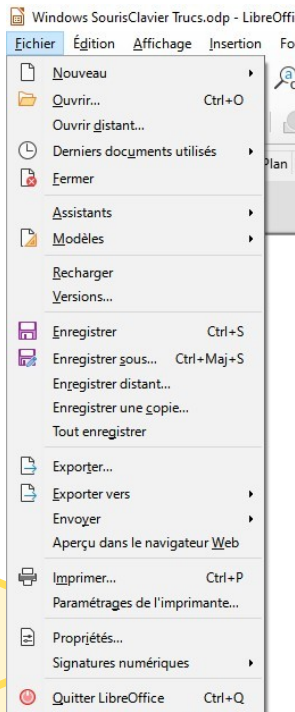 Windows SourisClavier Trucs.odp - LibreOffi
Fichier Édition Affichage Insertion Fo
Nouveau
Ouvrir... Ctrl+O
Ouvrir distant...
Derniers documents utilisés
Plan
Fermer
Assistants
Modèles
Recharger
Versions...
Enregistrer Ctrl+S
Enregistrer sous... Ctrl+Maj+S
Enregistrer distant...
Enregistrer une copie...
Tout enregistrer
Exporter...
Exporter vers
Envoyer
Aperçu dans le navigateur Web
Imprimer... Ctrl+P
Paramétrages de l'imprimante...
Propriétés...
Signatures numériques
Quitter LibreOffice Ctrl+Q